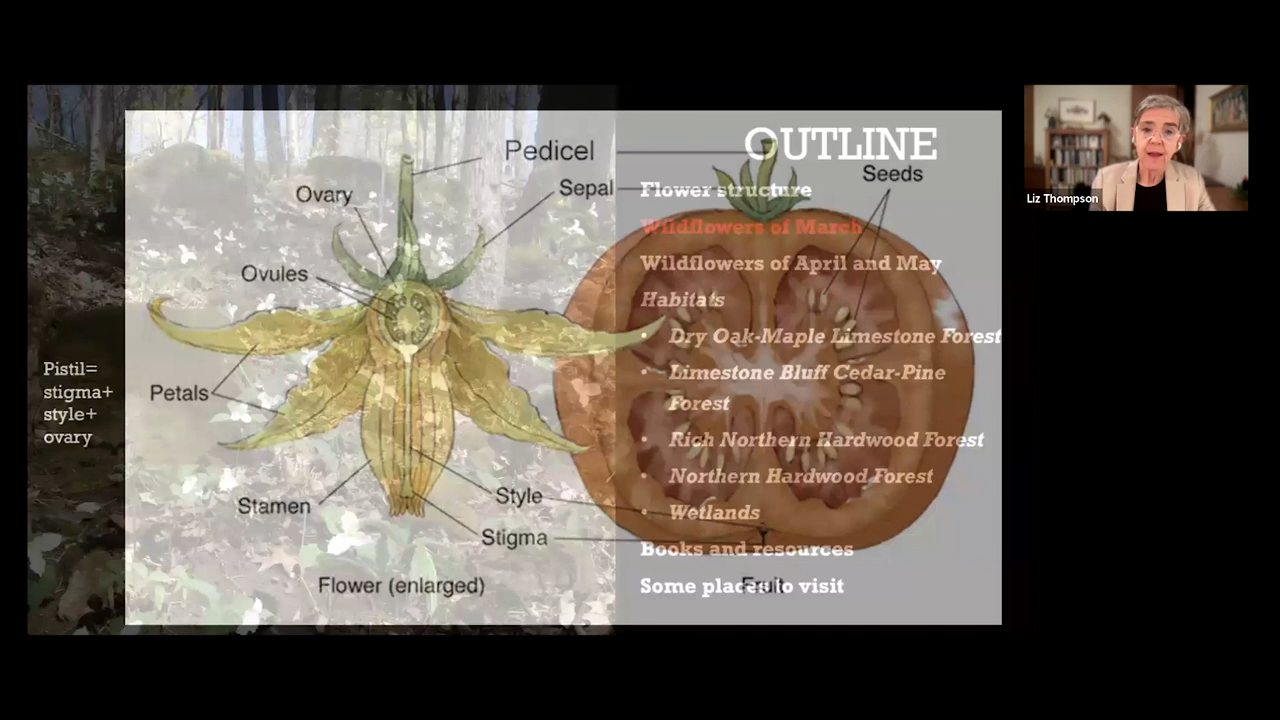 OUTLINE
Flower structure
Wildflowers of March
Wildflowers of April and May
Habitats
• Dry Oak-Maple Limestone Forest
• Limestone Bluff Cedar-Pine
Forest
• Rich Northern Hardwood Forest
• Northern Hardwood Forest
• Wetlands
Books and resources
Some places to visit
Pedicel
Ovary
Sepal
Seeds
Ovules
Petals
Stamen
Style
Stigma
Flower (enlarged)
Fruit
Pistil=
stigma+
style+
ovary
Liz Thompson